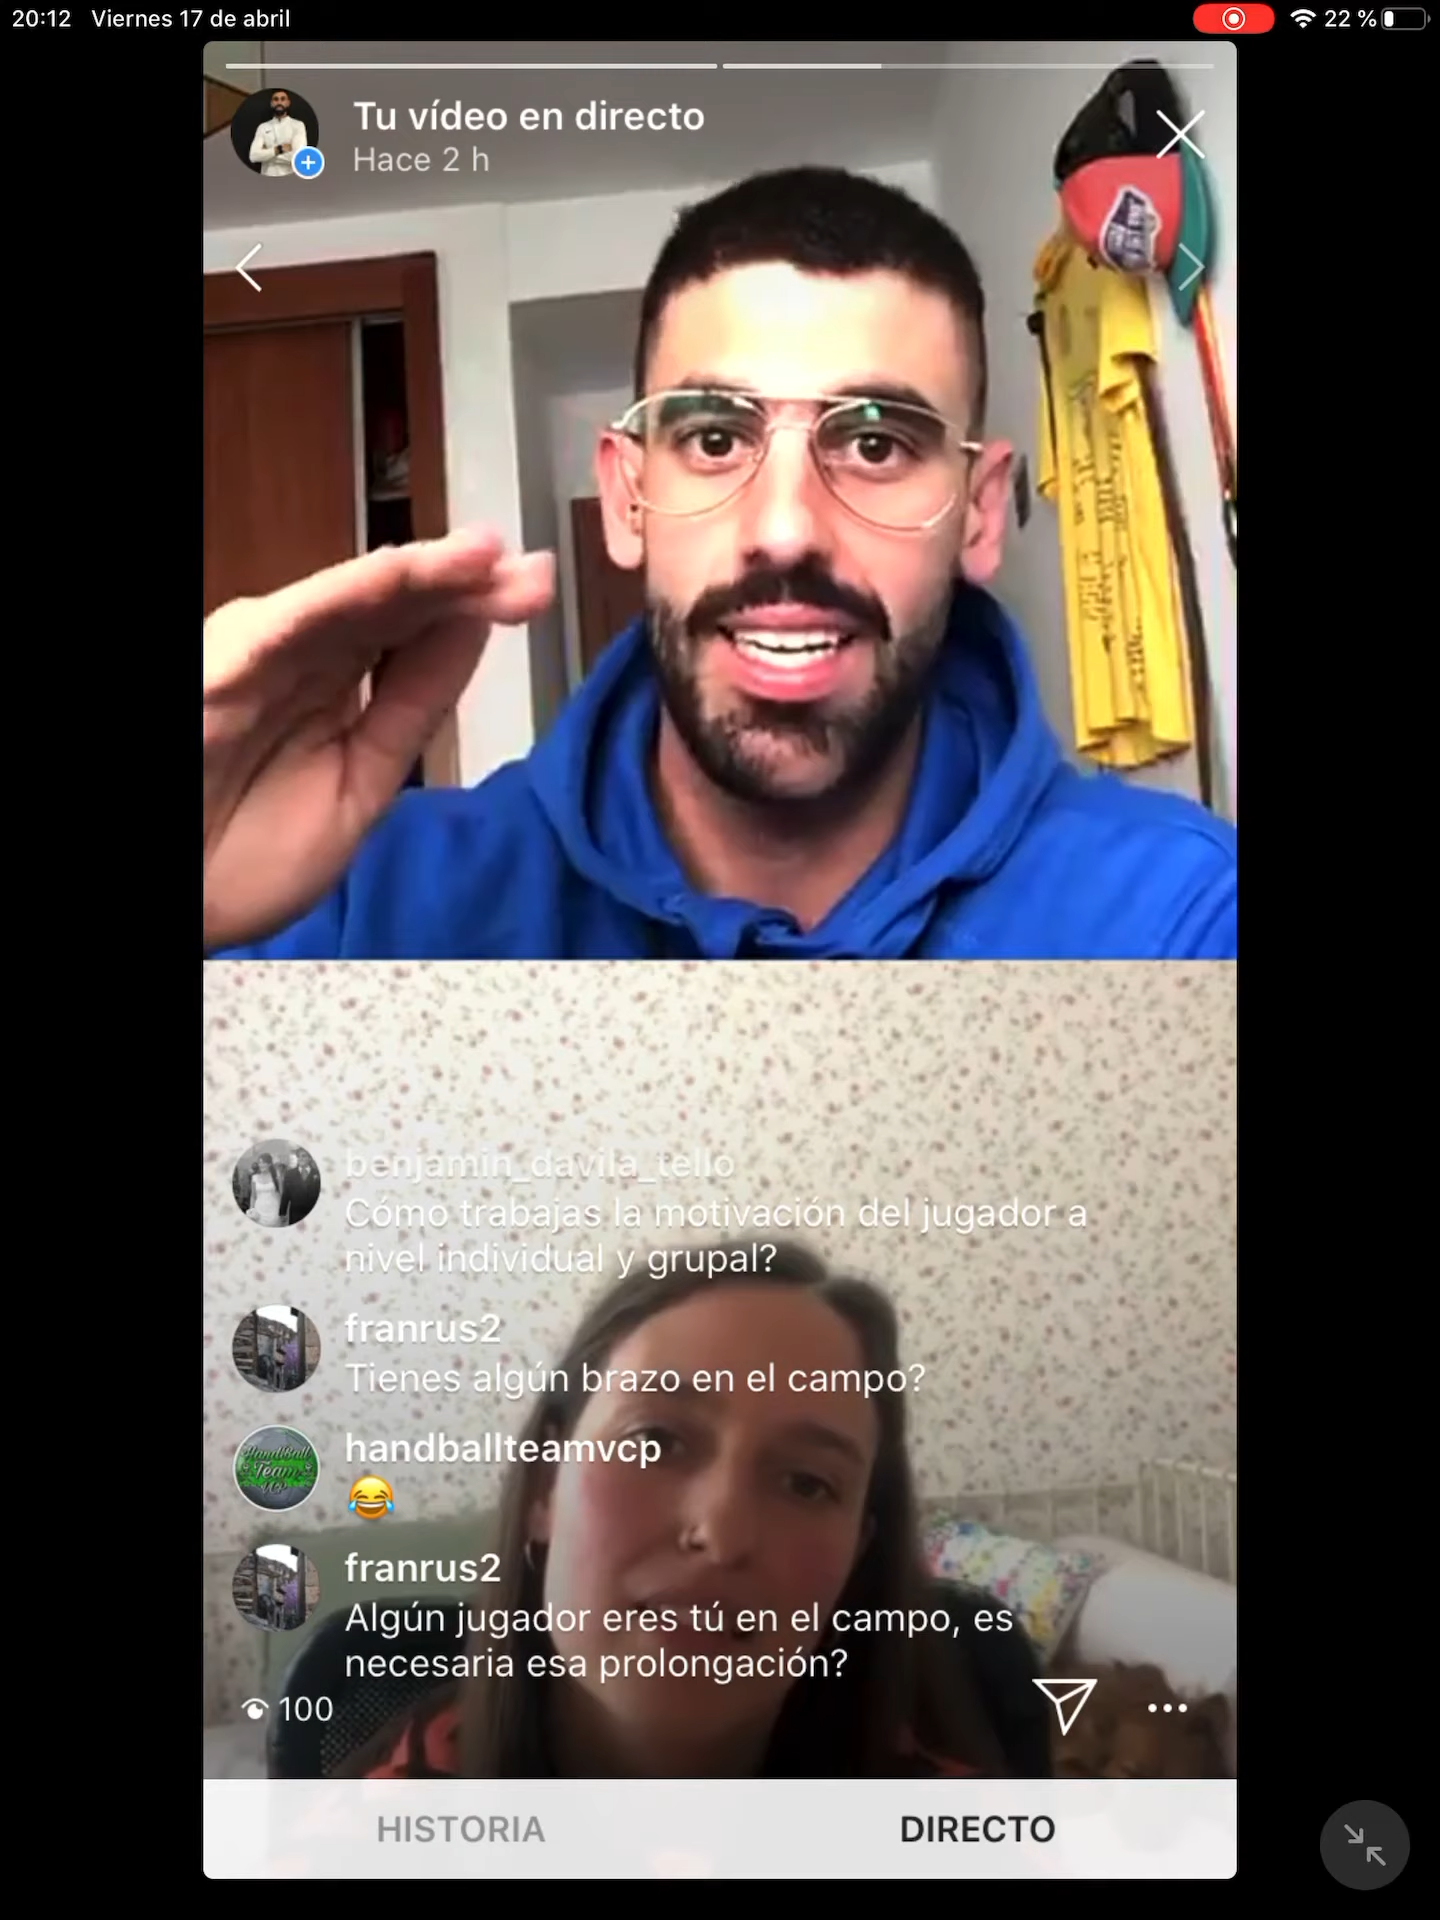 20:12 Viernes 17 de abril
22 %
Tu vídeo en directo
Hace 2 h
benjamin_davila_tello
Cómo trabajas la motivación del jugador a
nivel individual y grupal?
franrus2
Tienes algún brazo en el campo?
HandBall
Team
handballteamvcp
😂
franrus2
Algún jugador eres tú en el campo, es
necesaria esa prolongación?
100
HISTORIA
DIRECTO